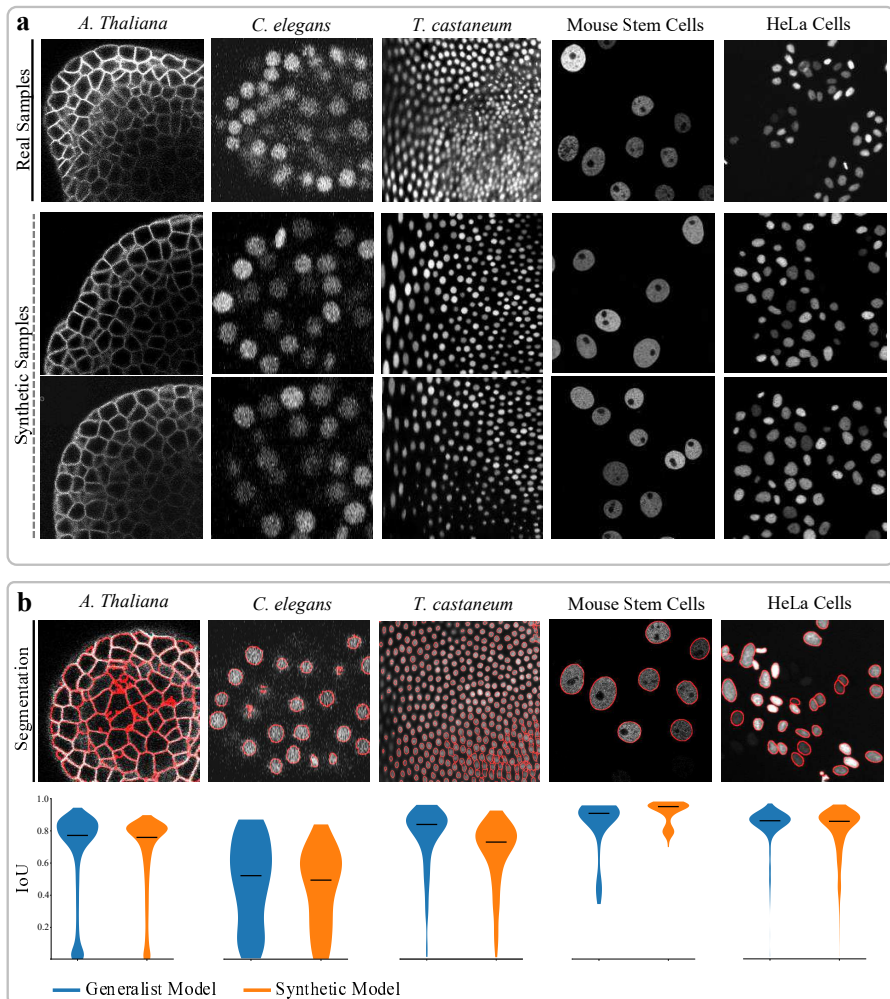 a
A. Thaliana
C. elegans
T. castaneum
Mouse Stem Cells
HeLa Cells
Real Samples
Synthetic Samples
b
A. Thaliana
C. elegans
T. castaneum
Mouse Stem Cells
HeLa Cells
Segmentation
IoU
1.0
0.8
0.6
0.4
0.2
Generalist Model
Synthetic Model